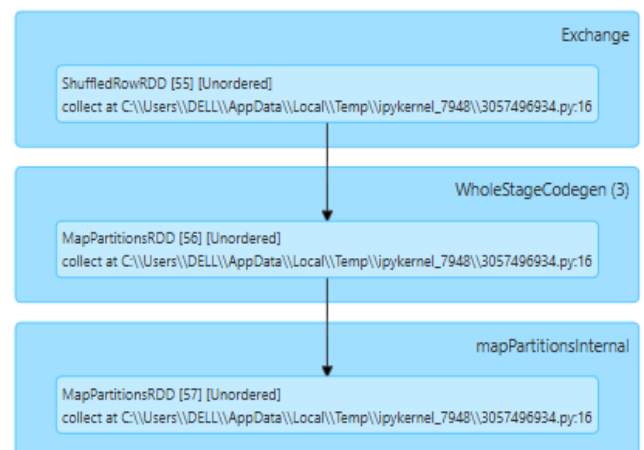 Exchange
ShuffledRowRDD [55] [Unordered]
collect at C:\\Users\\DELL\\AppData\\Local\\Temp\\ipykernel_7948\\3057496934.py:16
WholeStageCodegen (3)
MapPartitionsRDD [56] [Unordered]
collect at C:\\Users\\DELL\\AppData\\Local\\Temp\\ipykernel_7948\\3057496934.py:16
mapPartitionsInternal
MapPartitionsRDD [57] [Unordered]
collect at C:\\Users\\DELL\\AppData\\Local\\Temp\\ipykernel_7948\\3057496934.py:16